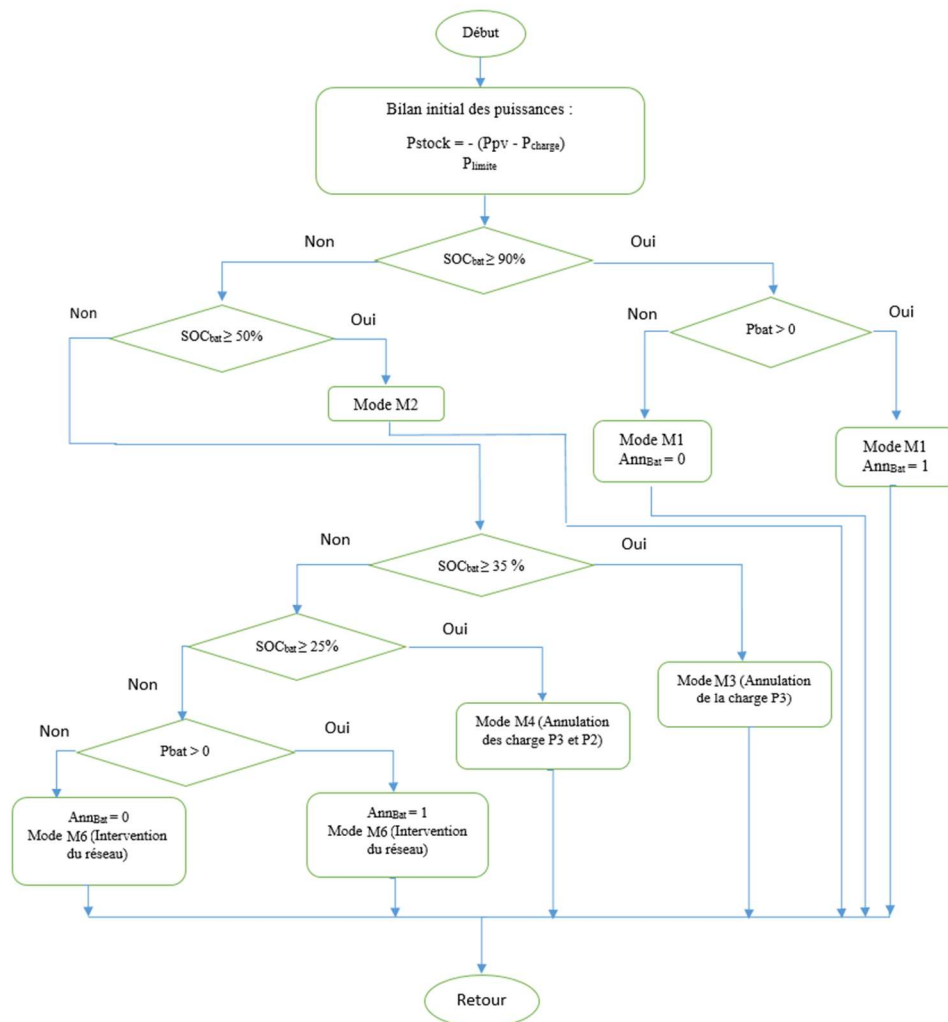 Début
Bilan initial des puissances :
Pstock = - (Ppv - Pcharge)
Plimite
Non
Oui
SOCbat ≥ 90%
Non
SOCbat ≥ 50%
Oui
Non
Pbat > 0
Oui
Mode M2
Mode M1
AnnBat = 0
Mode M1
AnnBat = 1
Non
SOCbat ≥ 35 %
Oui
SOCbat ≥ 25%
Oui
Non
Mode M3 (Annulation
de la charge P3)
Mode M4 (Annulation
des charge P3 et P2)
Non
Pbat > 0
Oui
AnnBat = 0
Mode M6 (Intervention
du réseau)
AnnBat = 1
Mode M6 (Intervention
du réseau)
Retour